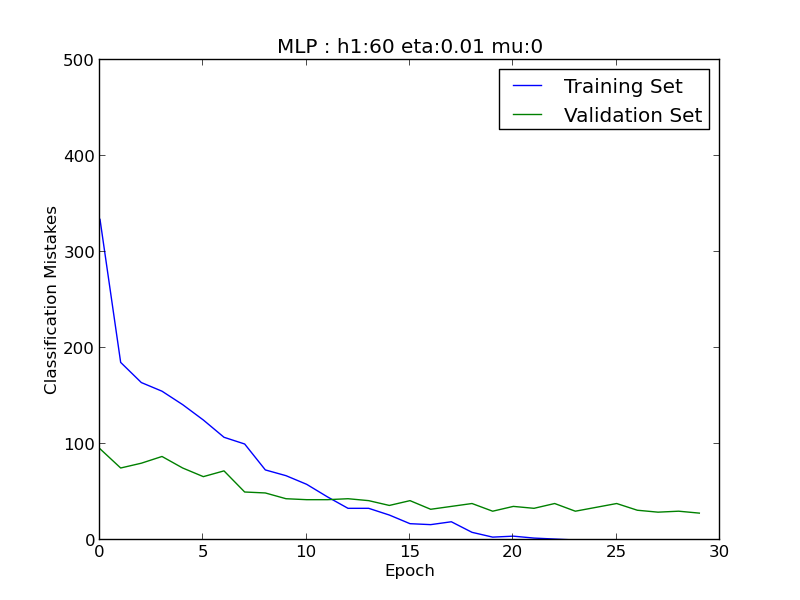 MLP : h1:60 eta:0.01 mu:0
500
400
300
200
100
0
Classification Mistakes
Training Set
Validation Set
0 5 10 15 20 25 30
Epoch